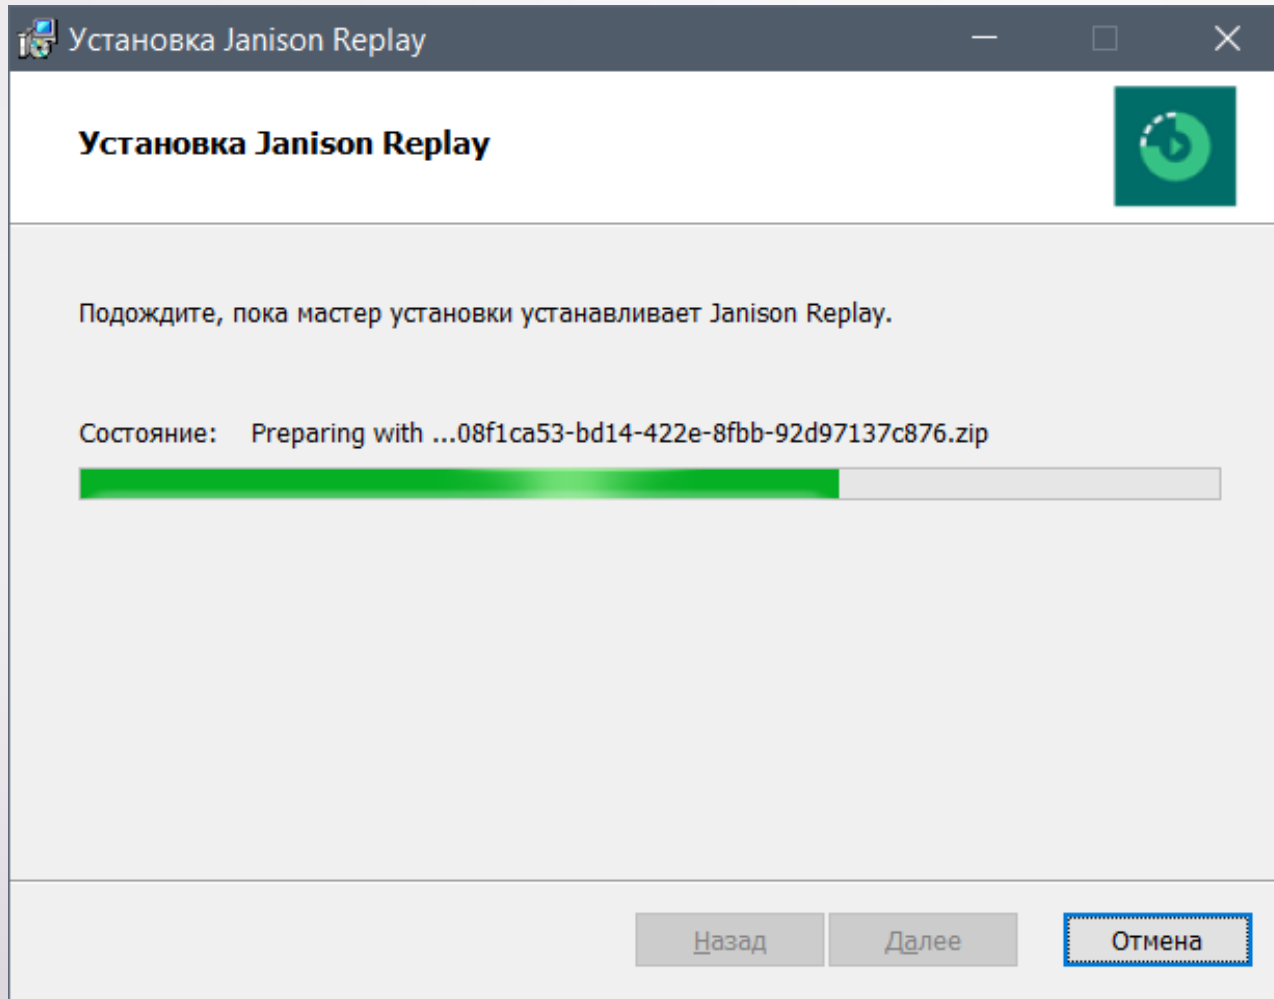 Установка Janison Replay
Установка Janison Replay
Подождите, пока мастер установки устанавливает Janison Replay.
Состояние: Preparing with ...08f1ca53-bd14-422e-8fbb-92d97137c876.zip
Назад Далее Отмена